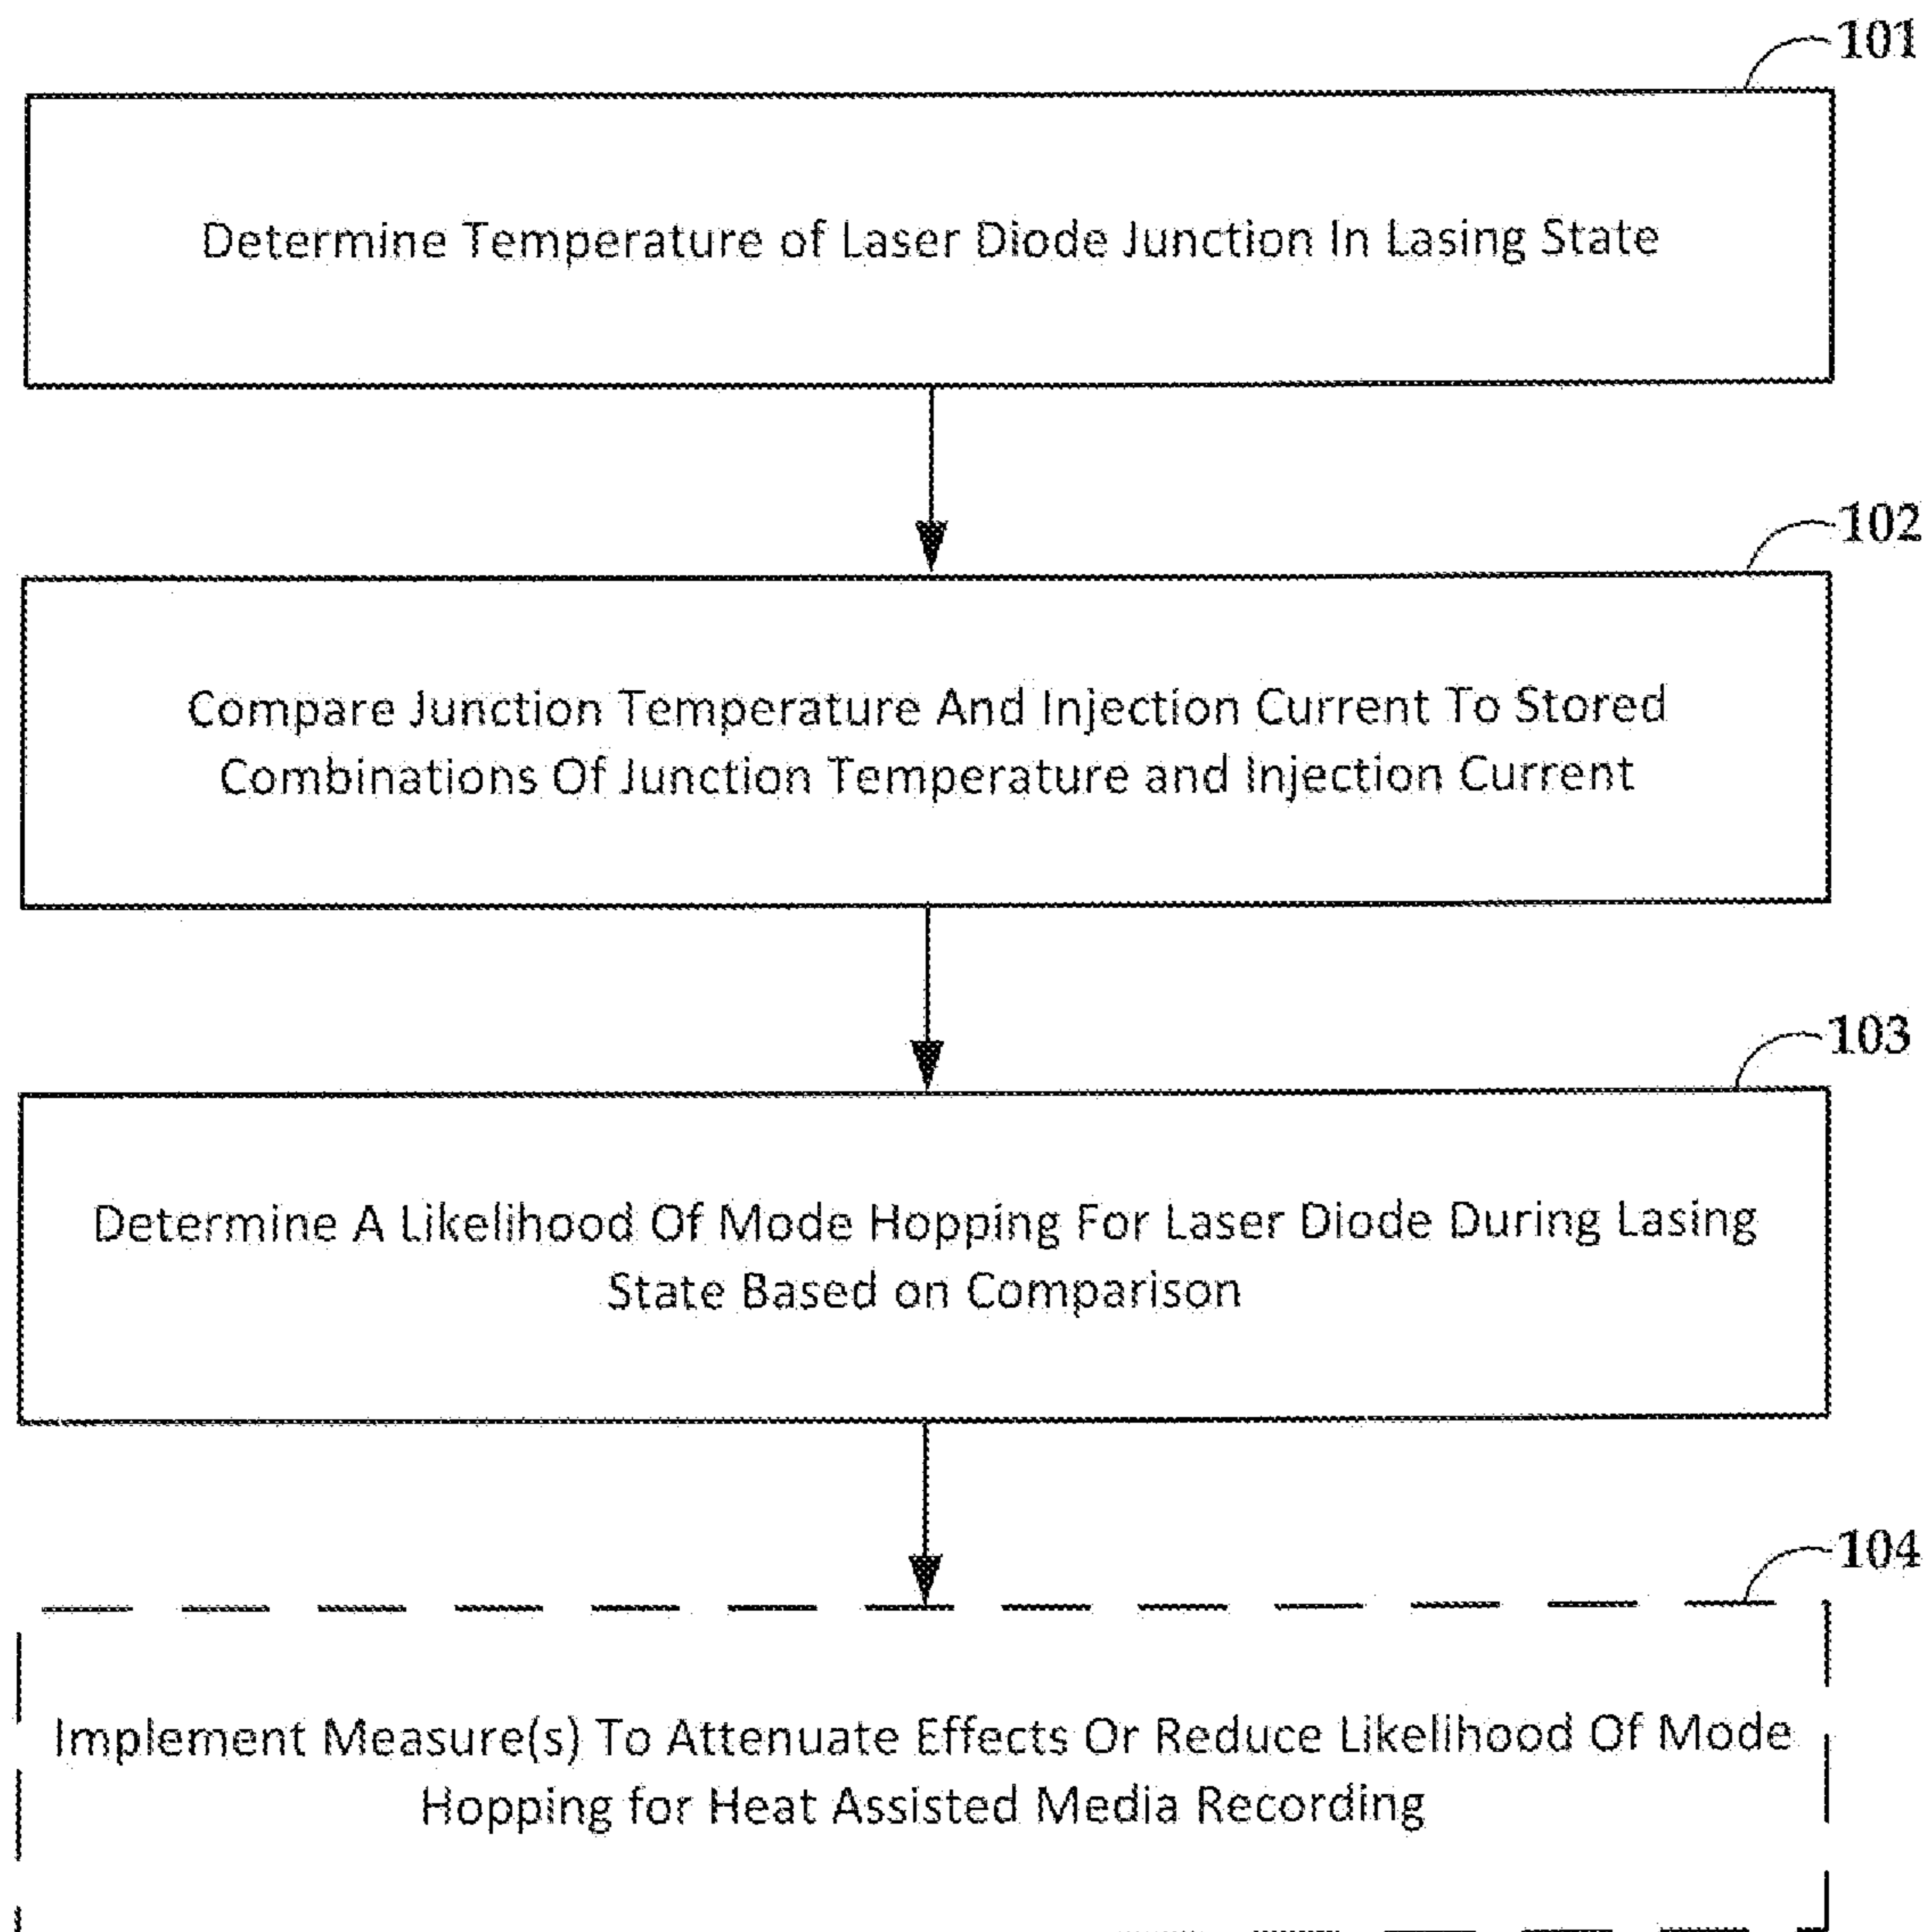 101
Determine Temperature of Laser Diode Junction In Lasing State
102
Compare Junction Temperature And Injection Current To Stored
Combinations Of Junction Temperature and Injection Current
103
Determine A Likelihood Of Mode Hopping For Laser Diode During Lasing
State Based on Comparison
104
Implement Measure(s) To Attenuate Effects Or Reduce Likelihood Of Mode
Hopping for Heat Assisted Media Recording